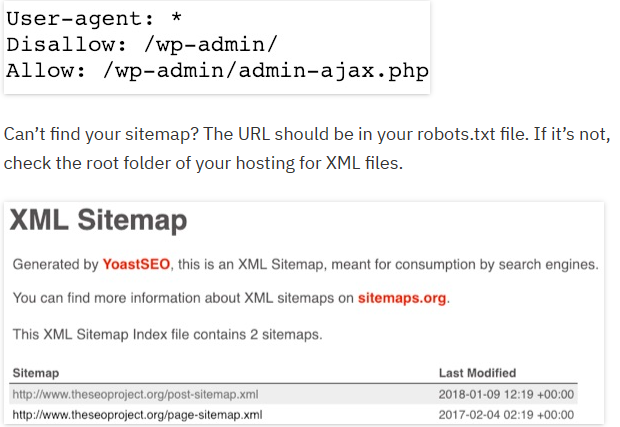 User-agent: *
Disallow: /wp-admin/
Allow: /wp-admin/admin-ajax.php
Can’t find your sitemap? The URL should be in your robots.txt file. If it’s not,
check the root folder of your hosting for XML files.
XML Sitemap
Generated by YoastSEO, this is an XML Sitemap, meant for consumption by search engines.
You can find more information about XML sitemaps on sitemaps.org.
This XML Sitemap Index file contains 2 sitemaps.
Sitemap Last Modified
http://www.theseoproject.org/post-sitemap.xml 2018-01-09 12:19 +00:00
http://www.theseoproject.org/page-sitemap.xml 2017-02-04 02:19 +00:00